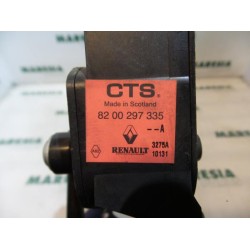 CTS.
Made in Scotland
82 00 297 335
--A
RENAULT
3275A
10131